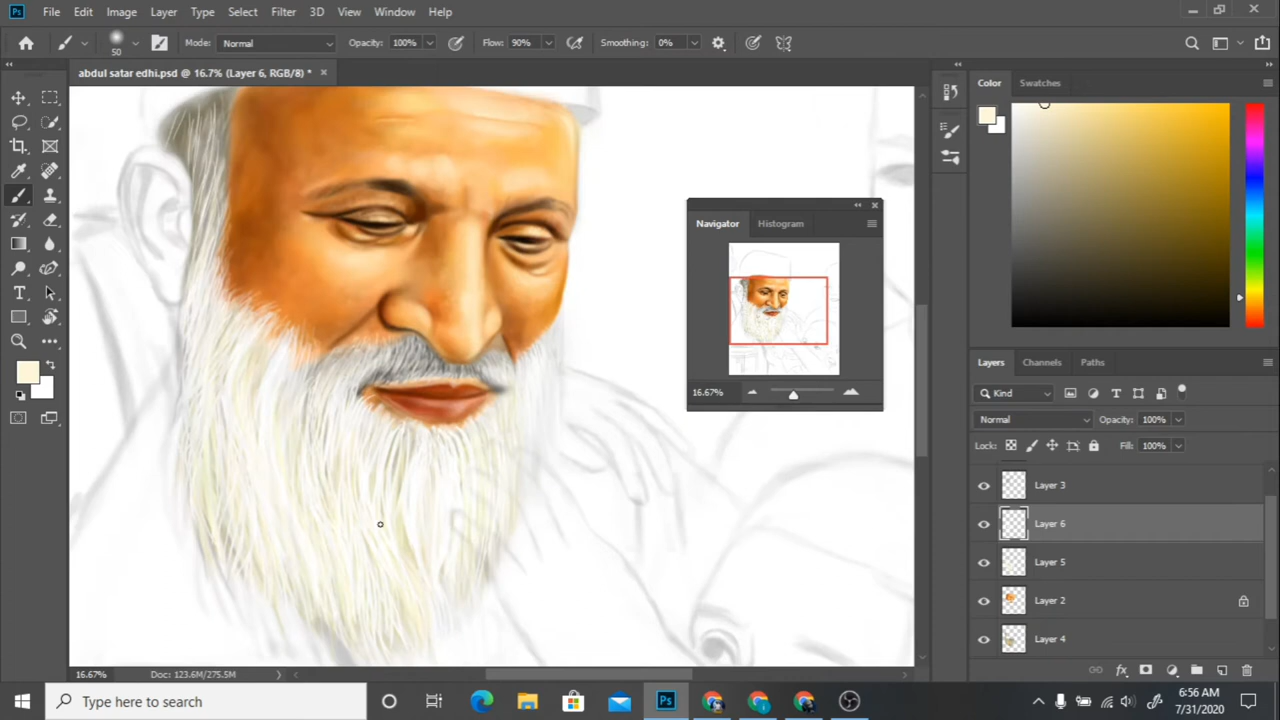 Ps File Edit Image Layer Type Select Filter 3D View Window Help
50 Mode: Normal Opacity: 100% Flow: 90% Smoothing: 0%
abdul satar edhi.psd @ 16.7% (Layer 6, RGB/8) *
Color Swatches
Navigator Histogram
16.67%
Layers Channels Paths
Kind
Normal Opacity: 100%
Lock: Fill: 100%
Layer 3
Layer 6
Layer 5
Layer 2
Layer 4
16.67% Doc: 123.6M/275.5M
Type here to search
Ps
6:56 AM
7/31/2020